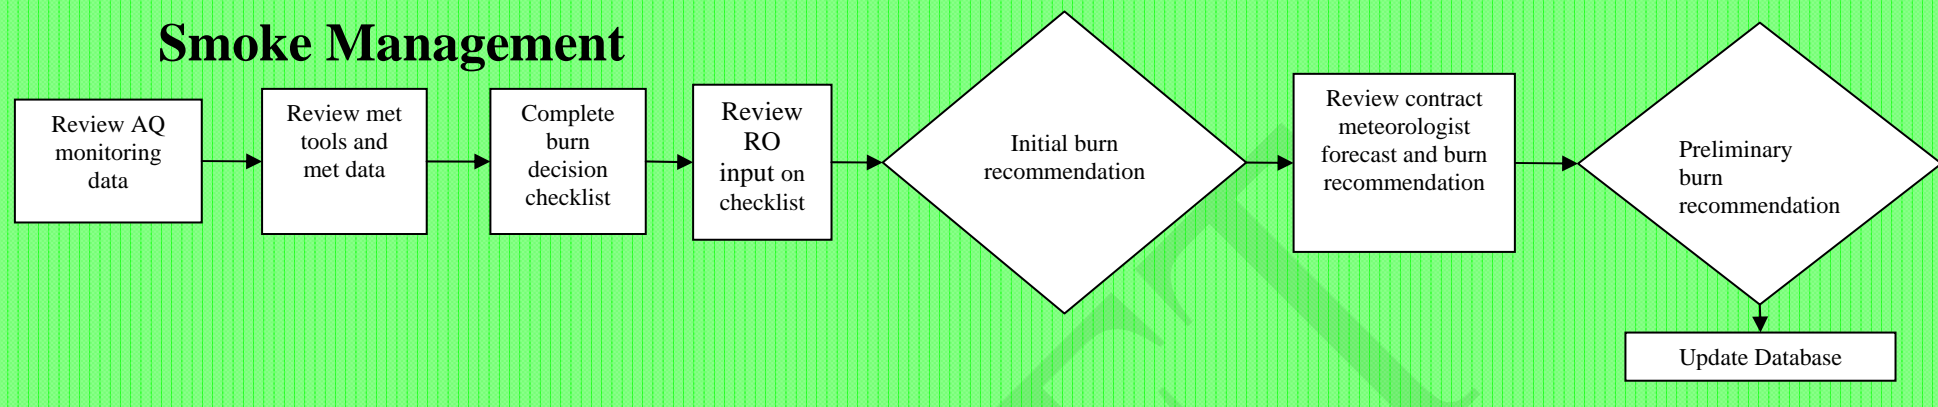 Smoke Management
Review AQ
monitoring
data
Review met
tools and
met data
Complete
burn
decision
checklist
Review
RO
input on
checklist
Initial burn
recommendation
Review contract
meteorologist
forecast and burn
recommendation
Preliminary
burn
recommendation
Update Database